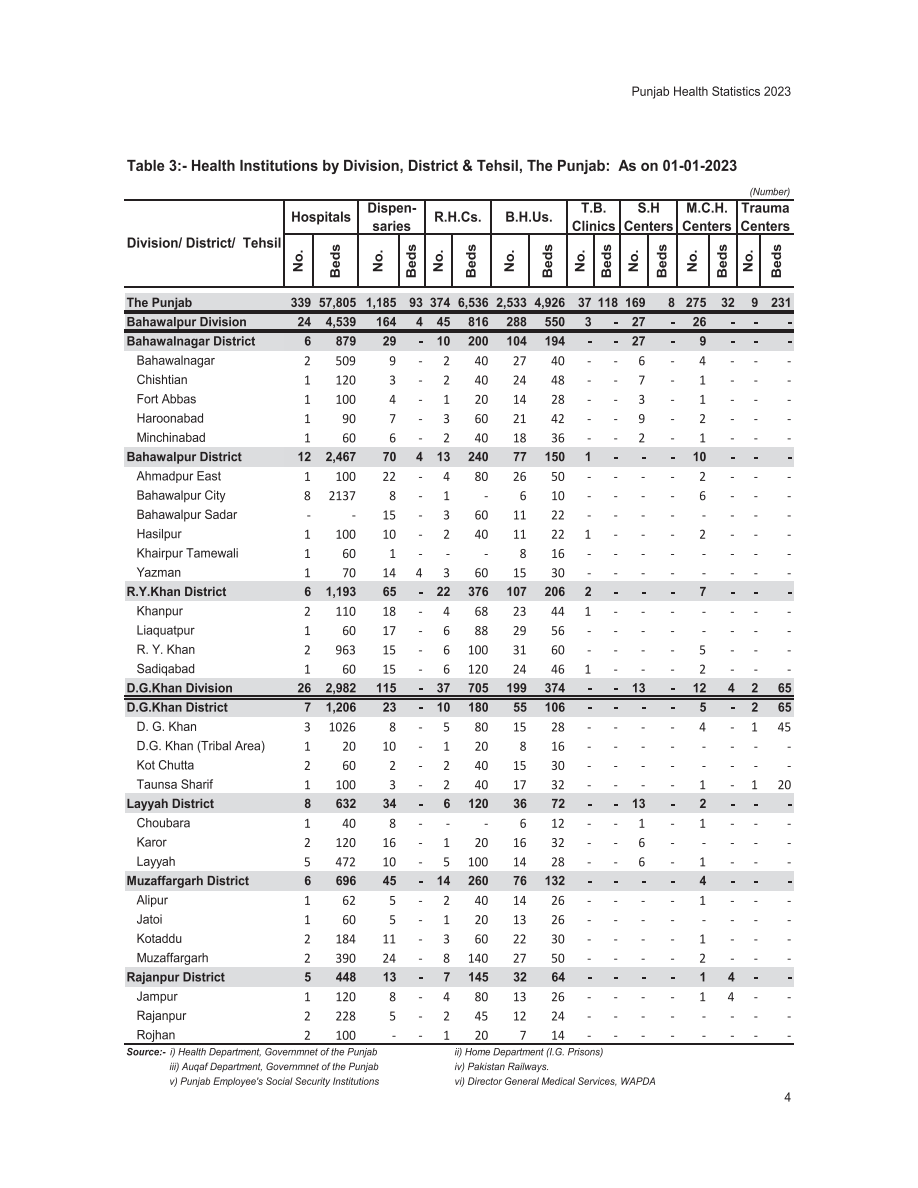 Punjab Health Statistics 2023
Table 3:- Health Institutions by Division, District & Tehsil, The Punjab: As on 01-01-2023
(Number)
Division/ District/ Tehsil Hospitals Dispen-saries R.H.Cs. B.H.Us. T.B. Clinics S.H Centers M.C.H. Centers Trauma Centers
No. Beds No. Beds No. Beds No. Beds No. Beds No. Beds No. Beds No. Beds
The Punjab 339 57,805 1,185 93 374 6,536 2,533 4,926 37 118 169 8 275 32 9 231
Bahawalpur Division 24 4,539 164 4 45 816 288 550 3 - 27 - 26 - - -
Bahawalnagar District 6 879 29 - 10 200 104 194 - - 27 - 9 - - -
Bahawalnagar 2 509 9 - 2 40 27 40 - - 6 - 4 - - -
Chishtian 1 120 3 - 2 40 24 48 - - 7 - 1 - - -
Fort Abbas 1 100 4 - 1 20 14 28 - - 3 - 1 - - -
Haroonabad 1 90 7 - 3 60 21 42 - - 9 - 2 - - -
Minchinabad 1 60 6 - 2 40 18 36 - - 2 - 1 - - -
Bahawalpur District 12 2,467 70 4 13 240 77 150 1 - - - 10 - - -
Ahmadpur East 1 100 22 - 4 80 26 50 - - - - 2 - - -
Bahawalpur City 8 2137 8 - 1 - 6 10 - - - - 6 - - -
Bahawalpur Sadar - - 15 - 3 60 11 22 - - - - - - - -
Hasilpur 1 100 10 - 2 40 11 22 1 - - - 2 - - -
Khairpur Tamewali 1 60 1 - - - 8 16 - - - - - - - -
Yazman 1 70 14 4 3 60 15 30 - - - - - - - -
R.Y.Khan District 6 1,193 65 - 22 376 107 206 2 - - - 7 - - -
Khanpur 2 110 18 - 4 68 23 44 1 - - - - - - -
Liaquatpur 1 60 17 - 6 88 29 56 - - - - - - - -
R. Y. Khan 2 963 15 - 6 100 31 60 - - - - 5 - - -
Sadiqabad 1 60 15 - 6 120 24 46 1 - - - 2 - - -
D.G.Khan Division 26 2,982 115 - 37 705 199 374 - - 13 - 12 4 2 65
D.G.Khan District 7 1,206 23 - 10 180 55 106 - - - - 5 - 2 65
D. G. Khan 3 1026 8 - 5 80 15 28 - - - - 4 - 1 45
D.G. Khan (Tribal Area) 1 20 10 - 1 20 8 16 - - - - - - - -
Kot Chutta 2 60 2 - 2 40 15 30 - - - - - - - -
Taunsa Sharif 1 100 3 - 2 40 17 32 - - - - 1 - 1 20
Layyah District 8 632 34 - 6 120 36 72 - - 13 - 2 - - -
Choubara 1 40 8 - - - 6 12 - - 1 - 1 - - -
Karor 2 120 16 - 1 20 16 32 - - 6 - - - - -
Layyah 5 472 10 - 5 100 14 28 - - 6 - 1 - - -
Muzaffargarh District 6 696 45 - 14 260 76 132 - - - - 4 - - -
Alipur 1 62 5 - 2 40 14 26 - - - - 1 - - -
Jatoi 1 60 5 - 1 20 13 26 - - - - - - - -
Kotaddu 2 184 11 - 3 60 22 30 - - - - 1 - - -
Muzaffargarh 2 390 24 - 8 140 27 50 - - - - 2 - - -
Rajanpur District 5 448 13 - 7 145 32 64 - - - - 1 4 - -
Jampur 1 120 8 - 4 80 13 26 - - - - 1 4 - -
Rajanpur 2 228 5 - 2 45 12 24 - - - - - - - -
Rojhan 2 100 - - 1 20 7 14 - - - - - - - -
Source:- i) Health Department, Governmnet of the Punjab ii) Home Department (I.G. Prisons)
iii) Auqaf Department, Governmnet of the Punjab iv) Pakistan Railways.
v) Punjab Employee's Social Security Institutions vi) Director General Medical Services, WAPDA
4